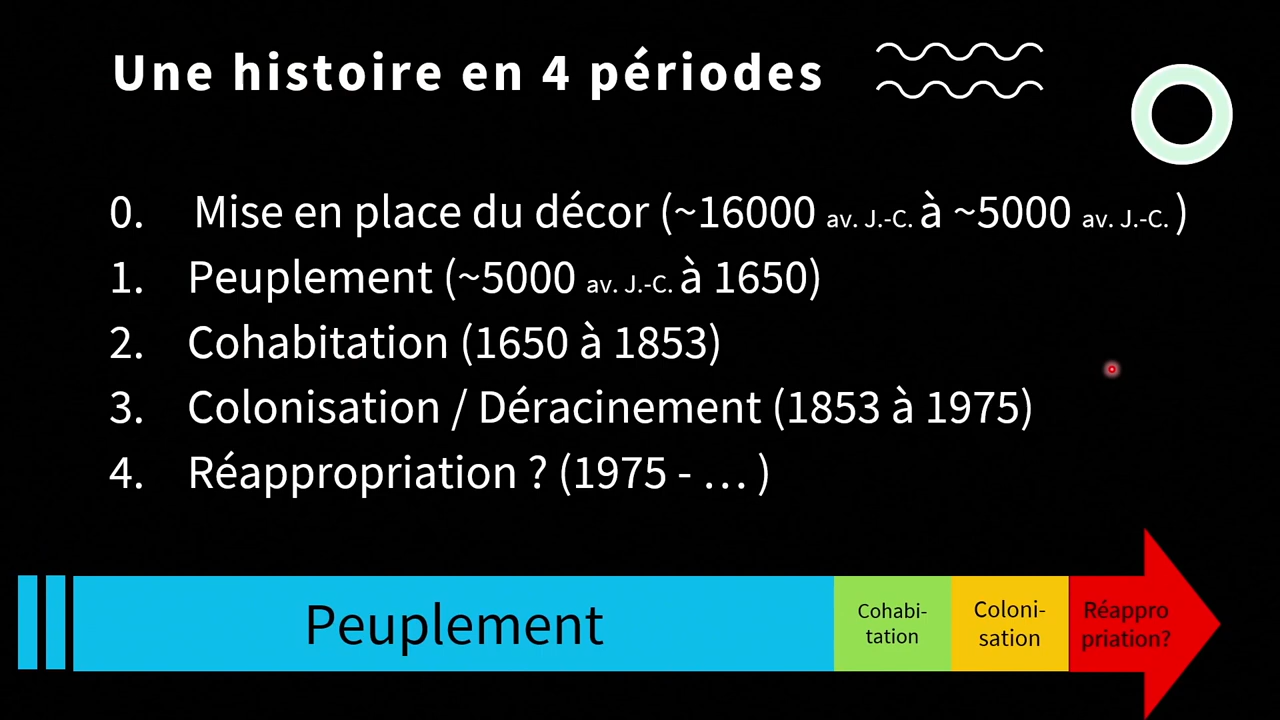 Une histoire en 4 périodes
0. Mise en place du décor (~16000 av. J.-C. à ~5000 av. J.-C. )
1. Peuplement (~5000 av. J.-C. à 1650)
2. Cohabitation (1650 à 1853)
3. Colonisation / Déracinement (1853 à 1975)
4. Réappropriation ? (1975 - … )
Peuplement
Cohabi-
tation
Coloni-
sation
Réappro
priation?